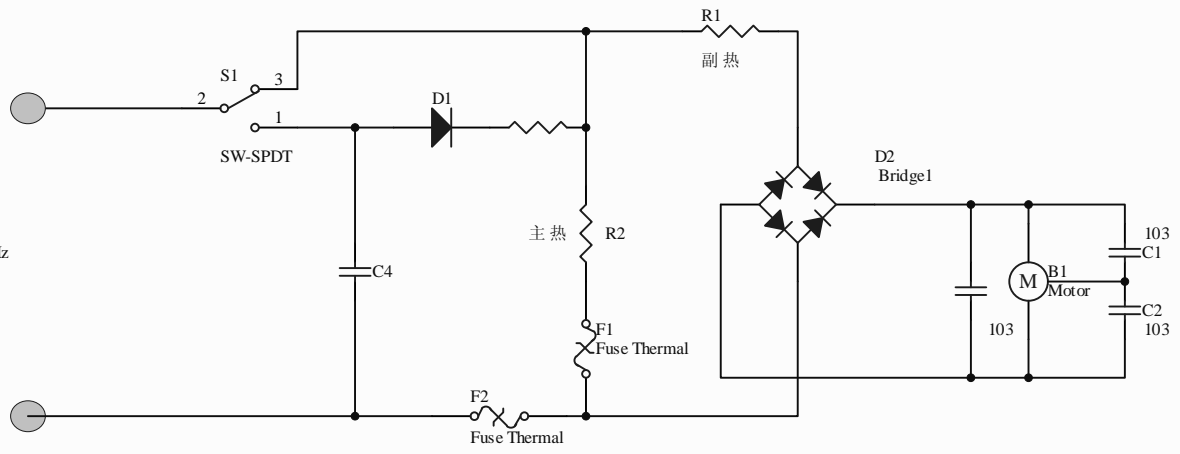 R1
副热
S1
3
2
D1
1
SW-SPDT
D2
Bridge1
主热
R2
103
C1
Hz
C4
M
B1
Motor
C2
103
103
F1
Fuse Thermal
F2
Fuse Thermal